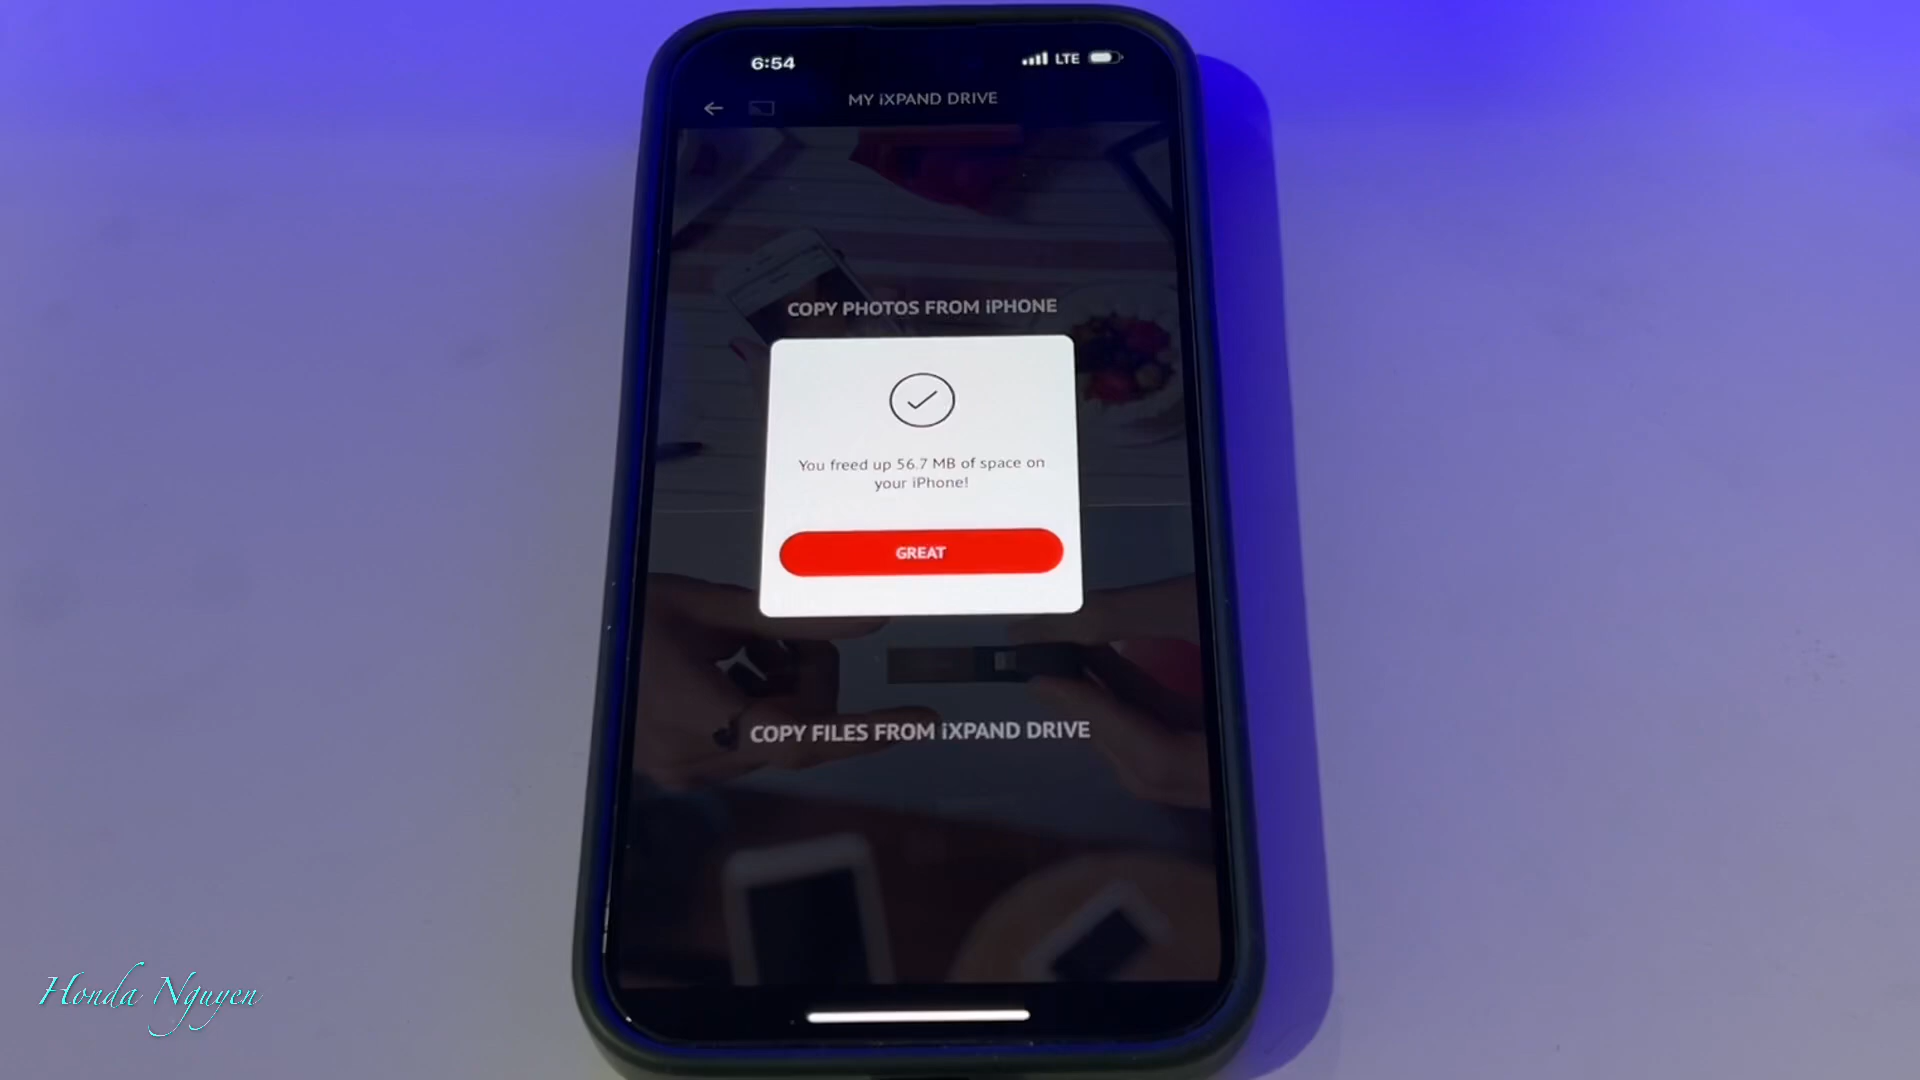 6:54
LTE
MY iXPAND DRIVE
COPY PHOTOS FROM iPHONE
You freed up 56.7 MB of space on
your iPhone!
GREAT
COPY FILES FROM iXPAND DRIVE
Honda Nguyen